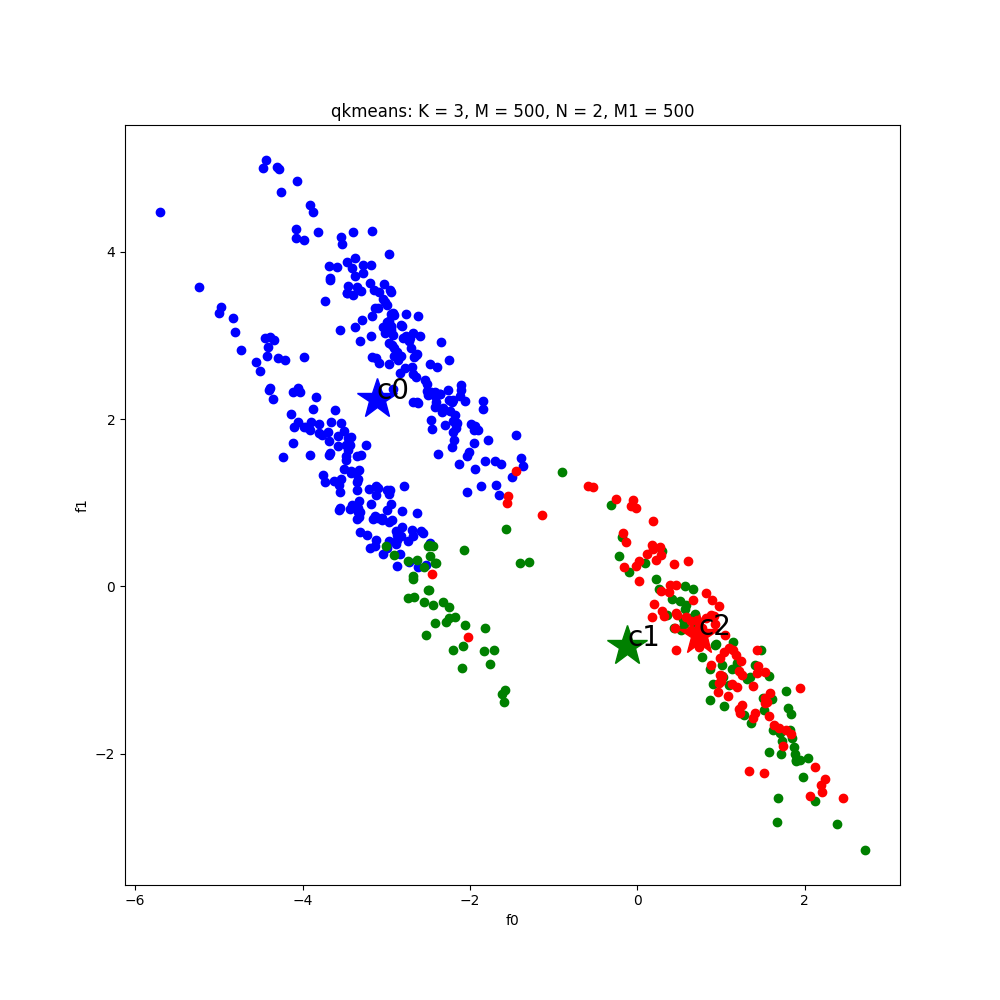 qkmeans: K = 3, M = 500, N = 2, M1 = 500
f1
4
2
0
−2
c0
c1
c2
−6
−4
−2
0
2
f0